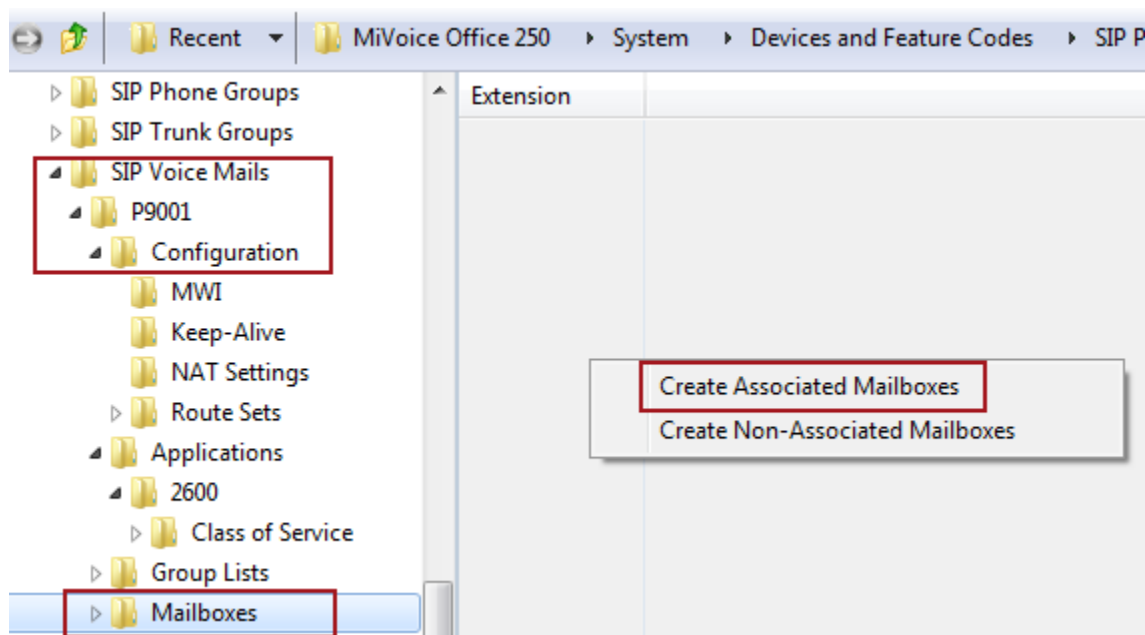 Recent MiVoice Office 250 System Devices and Feature Codes SIP P
SIP Phone Groups
SIP Trunk Groups
SIP Voice Mails
P9001
Configuration
MWI
Keep-Alive
NAT Settings
Route Sets
Applications
2600
Class of Service
Group Lists
Mailboxes
Extension
Create Associated Mailboxes
Create Non-Associated Mailboxes